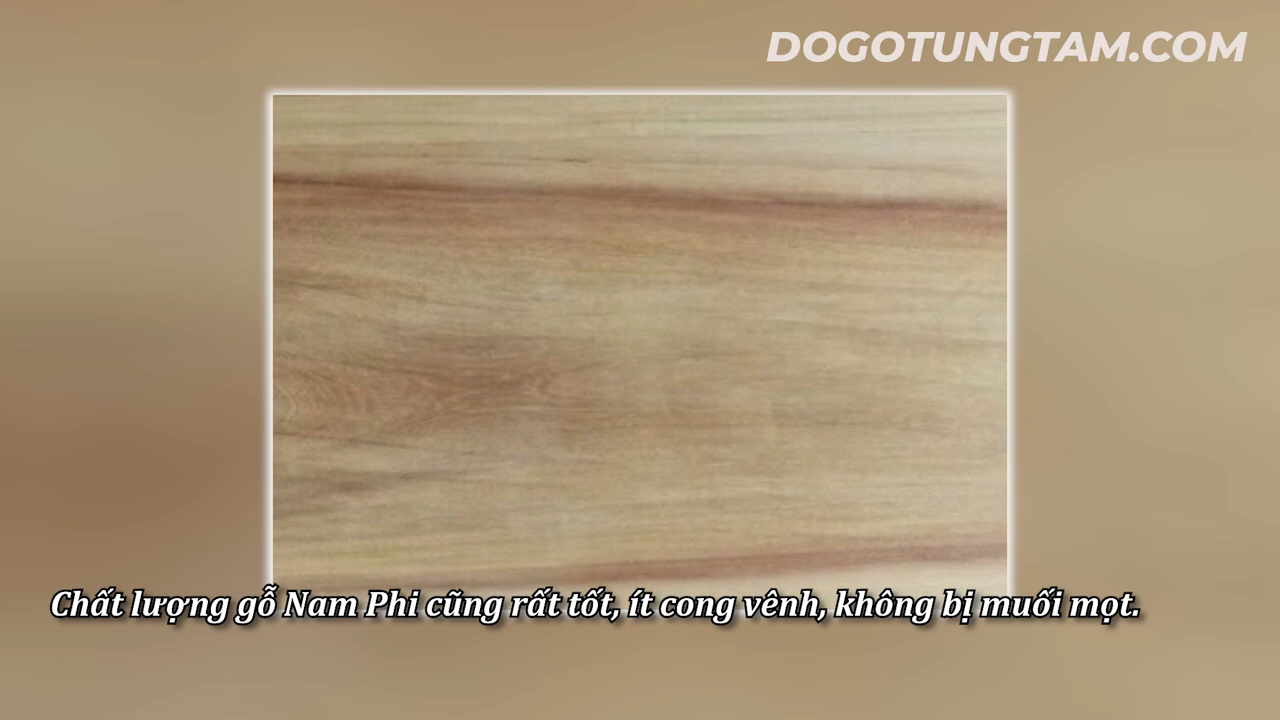 DOGOTUNGTAM.COM
Chất lượng gỗ Nam Phi cũng rất tốt, ít cong vênh, không bị muối mọt.